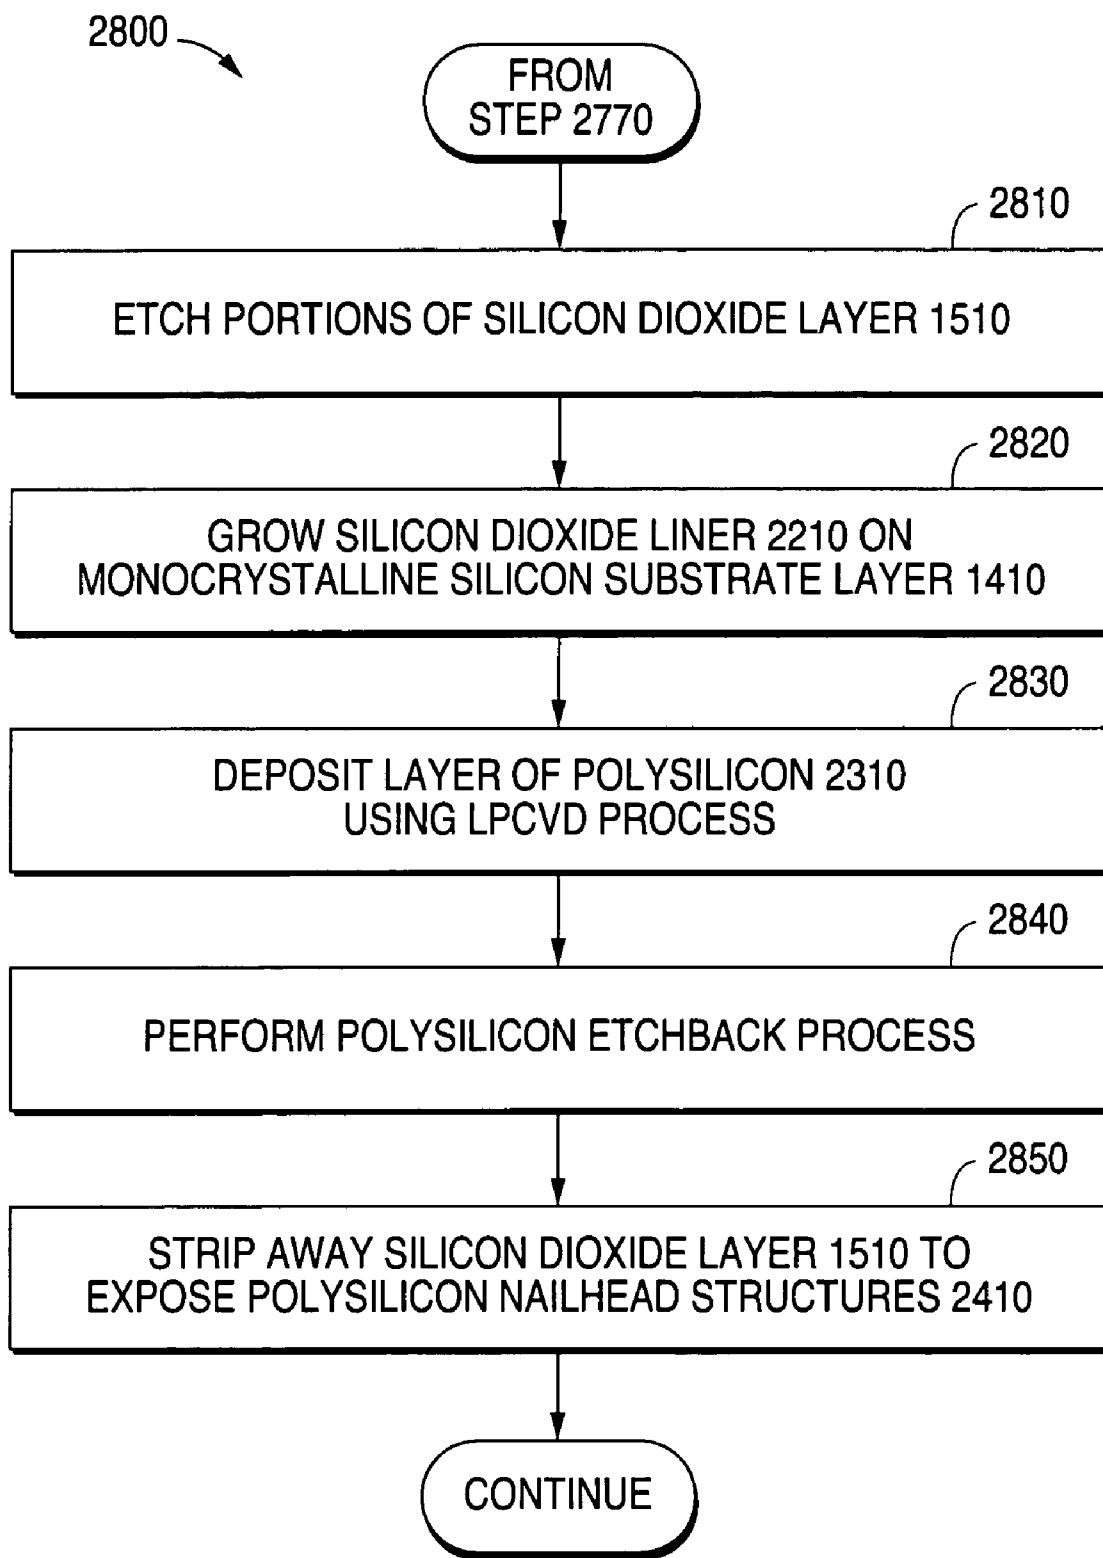 2800
FROM
STEP 2770
2810
ETCH PORTIONS OF SILICON DIOXIDE LAYER 1510
2820
GROW SILICON DIOXIDE LINER 2210 ON
MONOCRYSTALLINE SILICON SUBSTRATE LAYER 1410
2830
DEPOSIT LAYER OF POLYSILICON 2310
USING LPCVD PROCESS
2840
PERFORM POLYSILICON ETCHBACK PROCESS
2850
STRIP AWAY SILICON DIOXIDE LAYER 1510 TO
EXPOSE POLYSILICON NAILHEAD STRUCTURES 2410
CONTINUE